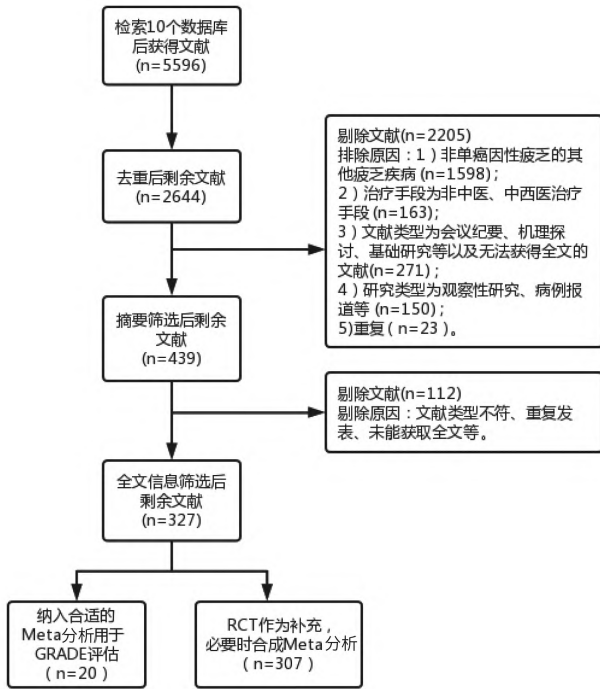 检索10个数据库
后获得文献
(n=5596)
去重后剩余文献
(n=2644)
剔除文献(n=2205)
排除原因：1）非单癌因性疲乏的其
他疲乏疾病 (n=1598)；
2）治疗手段为非中医、中西医治疗
手段 (n=163)；
3）文献类型为会议纪要、机理探
讨、基础研究等以及无法获得全文的
文献(n=271)；
4）研究类型为观察性研究、病例报
道等 (n=150)；
5)重复( n=23 )。
摘要筛选后剩余
文献
(n=439)
剔除文献(n=112)
剔除原因：文献类型不符、重复发
表、未能获取全文等。
全文信息筛选后
剩余文献
(n=327)
纳入合适的
Meta分析用于
GRADE评估
( n=20 )
RCT作为补充，
必要时合成Meta分析
( n=307)